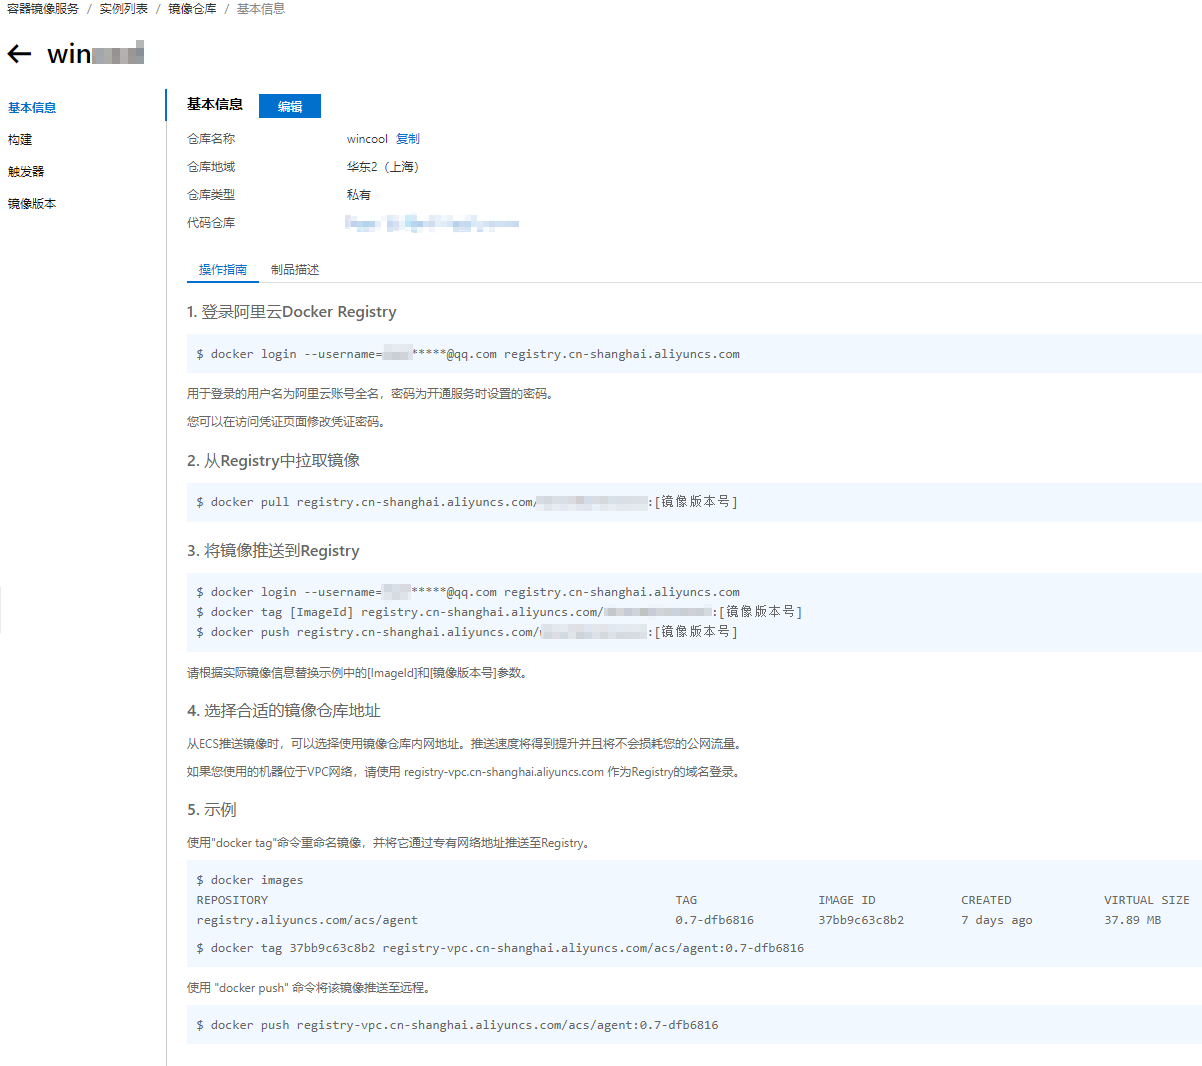 容器镜像服务 / 实例列表 / 镜像仓库 / 基本信息
← win
基本信息
构建
触发器
镜像版本
基本信息 编辑
仓库名称 wincool 复制
仓库地域 华东2（上海）
仓库类型 私有
代码仓库
操作指南 制品描述
1. 登录阿里云Docker Registry
$ docker login --username=*****@qq.com registry.cn-shanghai.aliyuncs.com
用于登录的用户名为阿里云账号全名，密码为开通服务时设置的密码。
您可以在访问凭证页面修改凭证密码。
2. 从Registry中拉取镜像
$ docker pull registry.cn-shanghai.aliyuncs.com/:[镜像版本号]
3. 将镜像推送到Registry
$ docker login --username=*****@qq.com registry.cn-shanghai.aliyuncs.com
$ docker tag [ImageId] registry.cn-shanghai.aliyuncs.com/:[镜像版本号]
$ docker push registry.cn-shanghai.aliyuncs.com/:[镜像版本号]
请根据实际镜像信息替换示例中的[ImageId]和[镜像版本号]参数。
4. 选择合适的镜像仓库地址
从ECS推送镜像时，可以选择使用镜像仓库内网地址。推送速度将得到提升并且将不会损耗您的公网流量。
如果您使用的机器位于VPC网络，请使用 registry-vpc.cn-shanghai.aliyuncs.com 作为Registry的域名登录。
5. 示例
使用"docker tag"命令重命名镜像，并将它通过专有网络地址推送至Registry。
$ docker images
REPOSITORY TAG IMAGE ID CREATED VIRTUAL SIZE
registry.aliyuncs.com/acs/agent 0.7-dfb6816 37bb9c63c8b2 7 days ago 37.89 MB
$ docker tag 37bb9c63c8b2 registry-vpc.cn-shanghai.aliyuncs.com/acs/agent:0.7-dfb6816
使用 "docker push" 命令将该镜像推送至远程。
$ docker push registry-vpc.cn-shanghai.aliyuncs.com/acs/agent:0.7-dfb6816